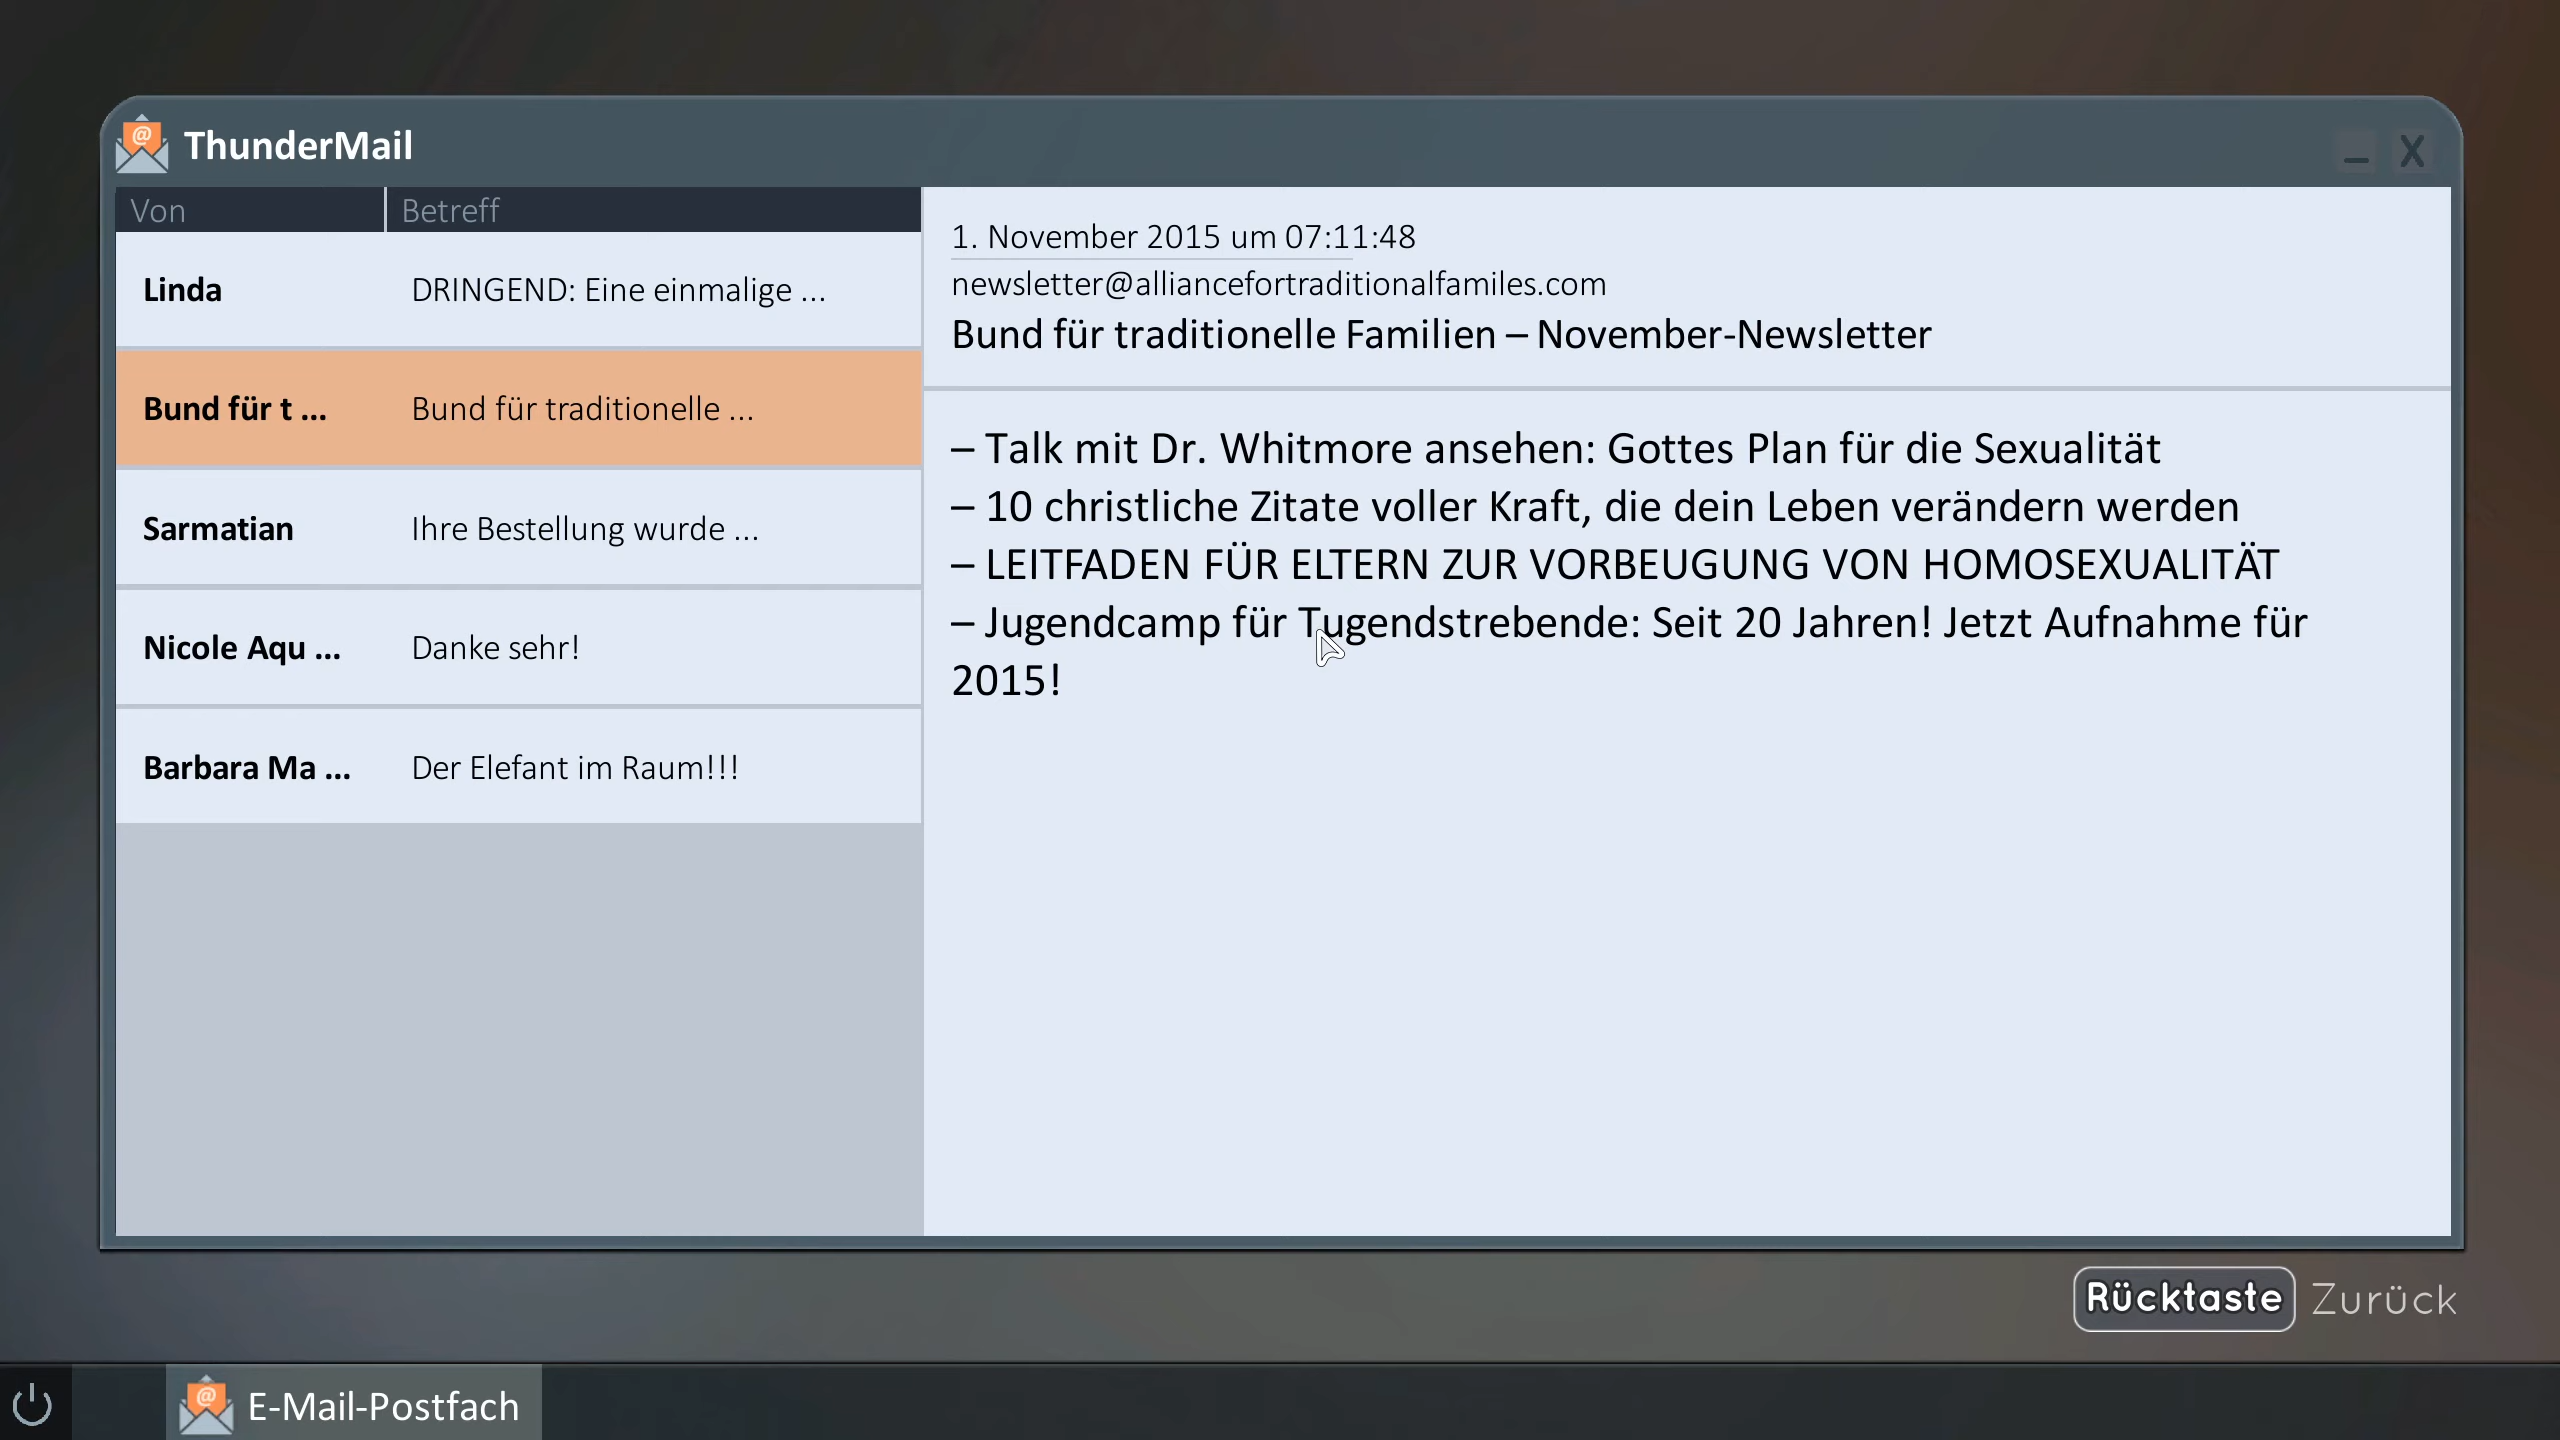 ThunderMail
Von Betreff
Linda DRINGEND: Eine einmalige ...
Bund für t ... Bund für traditionelle ...
Sarmatian Ihre Bestellung wurde ...
Nicole Aqu ... Danke sehr!
Barbara Ma ... Der Elefant im Raum!!!
1. November 2015 um 07:11:48
newsletter@alliancefortraditionalfamiles.com
Bund für traditionelle Familien – November-Newsletter
– Talk mit Dr. Whitmore ansehen: Gottes Plan für die Sexualität
– 10 christliche Zitate voller Kraft, die dein Leben verändern werden
– LEITFADEN FÜR ELTERN ZUR VORBEUGUNG VON HOMOSEXUALITÄT
– Jugendcamp für Tugendstrebende: Seit 20 Jahren! Jetzt Aufnahme für
2015!
Rücktaste Zurück
E-Mail-Postfach